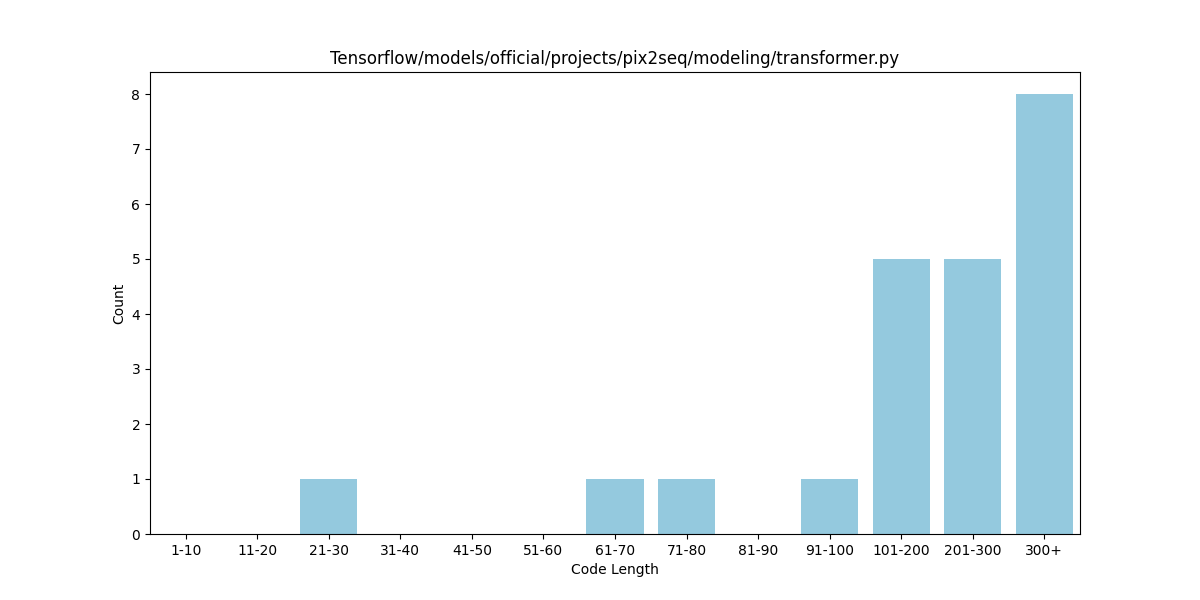 Tensorflow/models/official/projects/pix2seq/modeling/transformer.py
8
7
6
5
4
3
2
1
0
Count
1-10 11-20 21-30 31-40 41-50 51-60 61-70 71-80 81-90 91-100 101-200 201-300 300+
Code Length